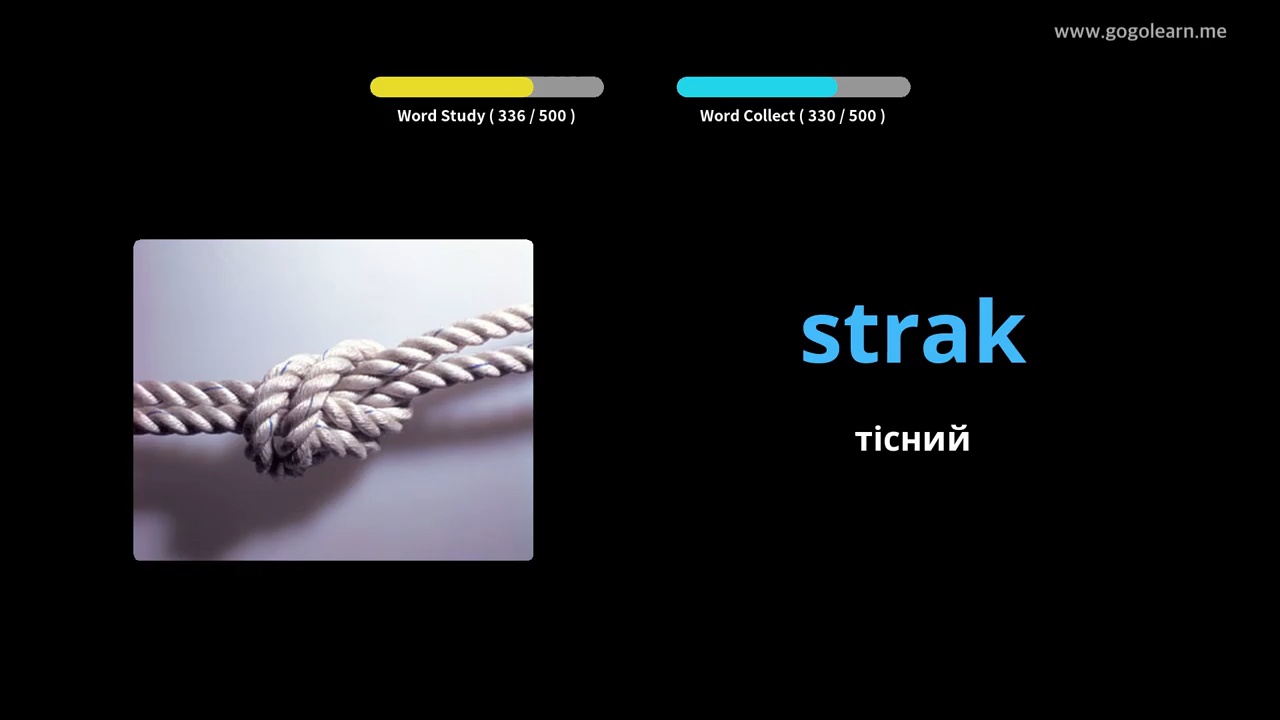 www.gogolearn.me
Word Study ( 336 / 500 )
Word Collect ( 330 / 500 )
strak
тісний